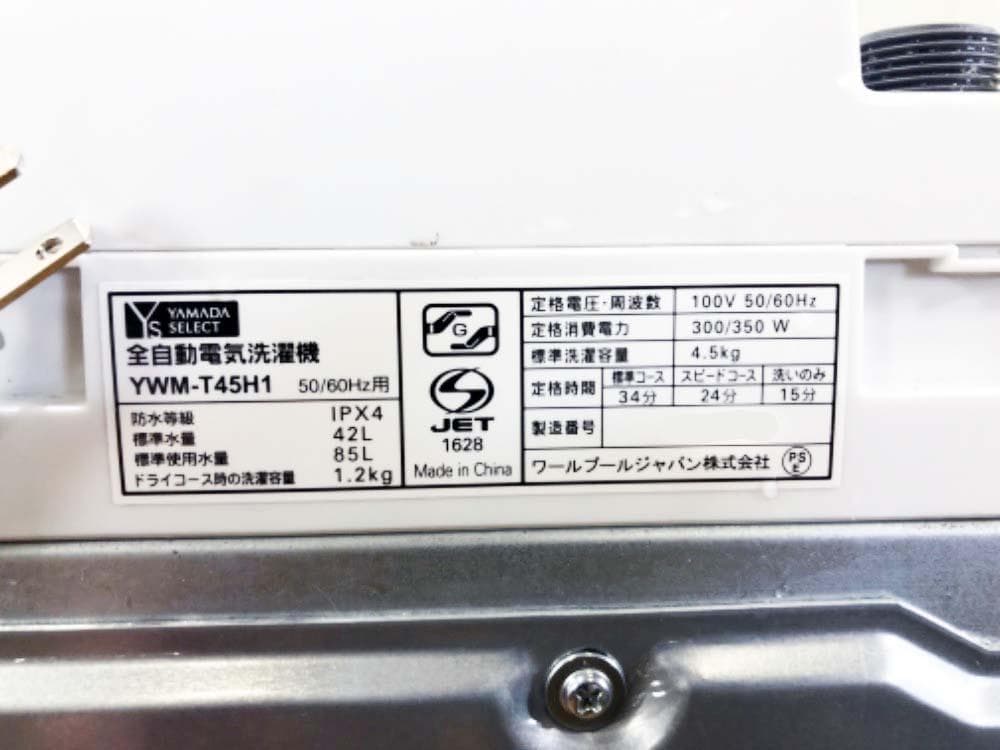 YS YAMADA
SELECT
全自動電気洗濯機
YWM-T45H1 50/60Hz用
防水等級 IPX4
標準水量 42L
標準使用水量 85L
ドライコース時の洗濯容量 1.2kg
G
S
JET
1628
Made in China
定格電圧・周波数 100V 50/60Hz
定格消費電力 300/350 W
標準洗濯容量 4.5kg
定格時間 標準コース スピードコース 洗いのみ
34分 24分 15分
製造番号
ワールプールジャパン株式会社 PSE